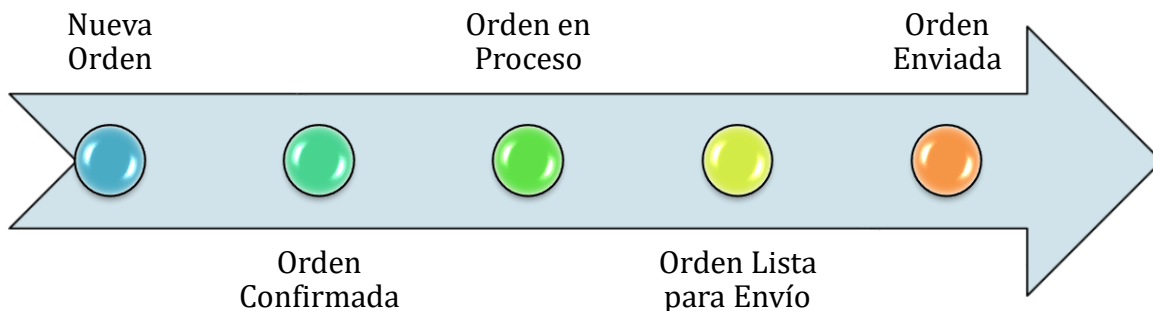 Nueva
Orden
Orden
Confirmada
Orden en
Proceso
Orden Lista
para Envío
Orden
Enviada